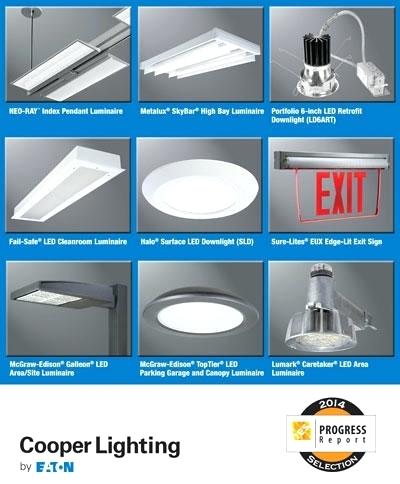 NEO-RAY™ Index Pendant Luminaire
Metalux® SkyBar® High Bay Luminaire
Portfolio 6-inch LED Retrofit
Downlight (LD6ART)
Fail-Safe® LED Cleanroom Luminaire
Halo® Surface LED Downlight (SLD)
EXIT
Sure-Lites® EUX Edge-Lit Exit Sign
McGraw-Edison® Galleon® LED
Area/Site Luminaire
McGraw-Edison® TopTier® LED
Parking Garage and Canopy Luminaire
Lumark® Caretaker® LED Area
Luminaire
Cooper Lighting
by EATON
2014
PROGRESS
Report
SELECTION